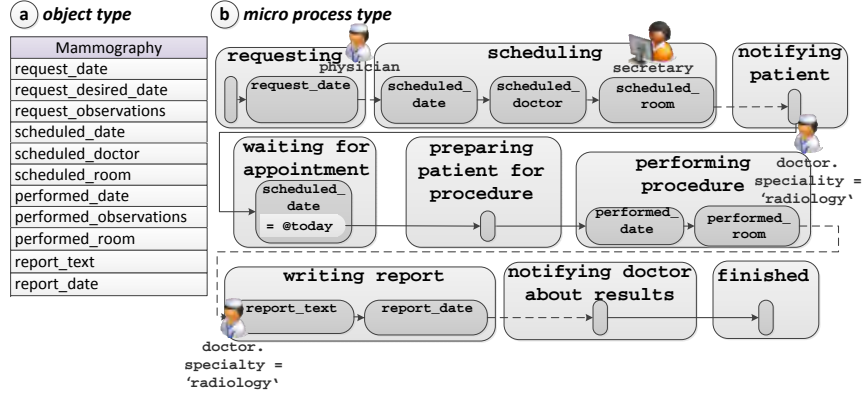 a object type
Mammography
request_date
request_desired_date
request_observations
scheduled_date
scheduled_doctor
scheduled_room
performed_date
performed_observations
performed_room
report_text
report_date
b micro process type
requesting
physician
request_date
scheduling
secretary
scheduled_
date
scheduled_
doctor
scheduled_
room
notifying
patient
waiting for
appointment
scheduled_
date
= @today
preparing
patient for
procedure
performing
procedure
doctor.
speciality =
'radiology'
performed_
date
performed_
room
writing report
report_text
report_date
doctor.
specialty =
'radiology'
notifying doctor
about results
finished